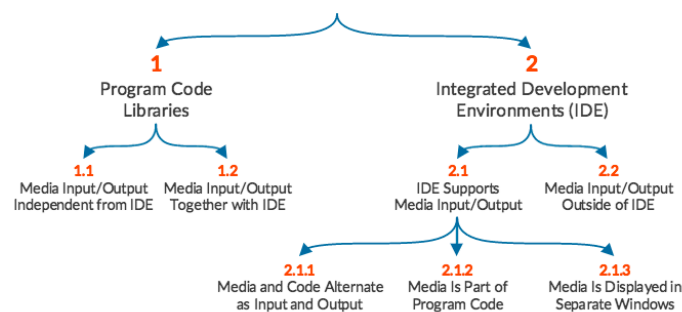 1
Program Code
Libraries
2
Integrated Development
Environments (IDE)
1.1
Media Input/Output
Independent from IDE
1.2
Media Input/Output
Together with IDE
2.1
IDE Supports
Media Input/Output
2.2
Media Input/Output
Outside of IDE
2.1.1
Media and Code Alternate
as Input and Output
2.1.2
Media Is Part of
Program Code
2.1.3
Media Is Displayed in
Separate Windows